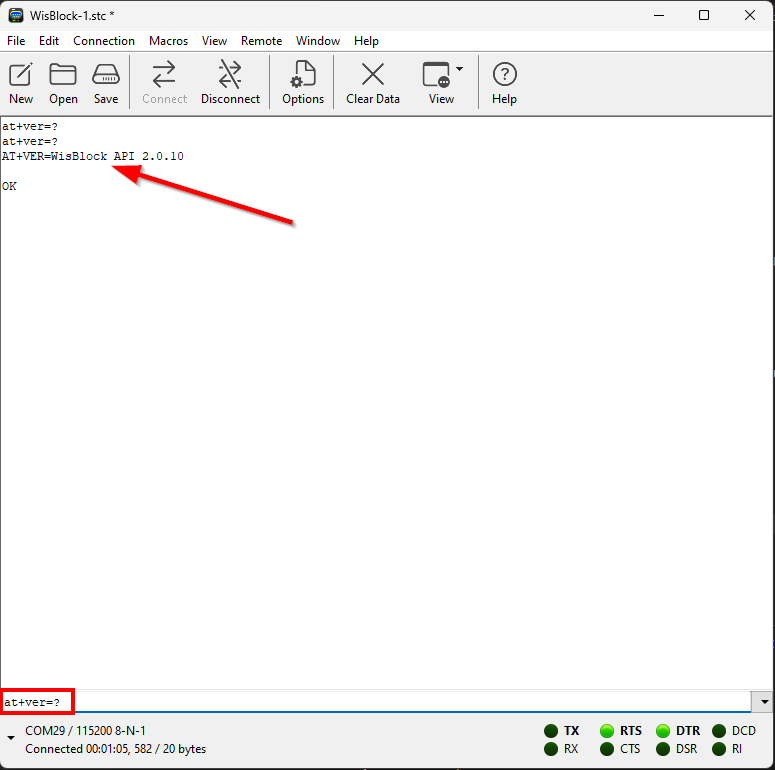 WisBlock-1.stc *
File Edit Connection Macros View Remote Window Help
New Open Save Connect Disconnect Options Clear Data View Help
at+ver=?
at+ver=?
AT+VER=WisBlock API 2.0.10
OK
at+ver=?
COM29 / 115200 8-N-1
Connected 00:01:05, 582 / 20 bytes
TX RTS DTR DCD
RX CTS DSR RI